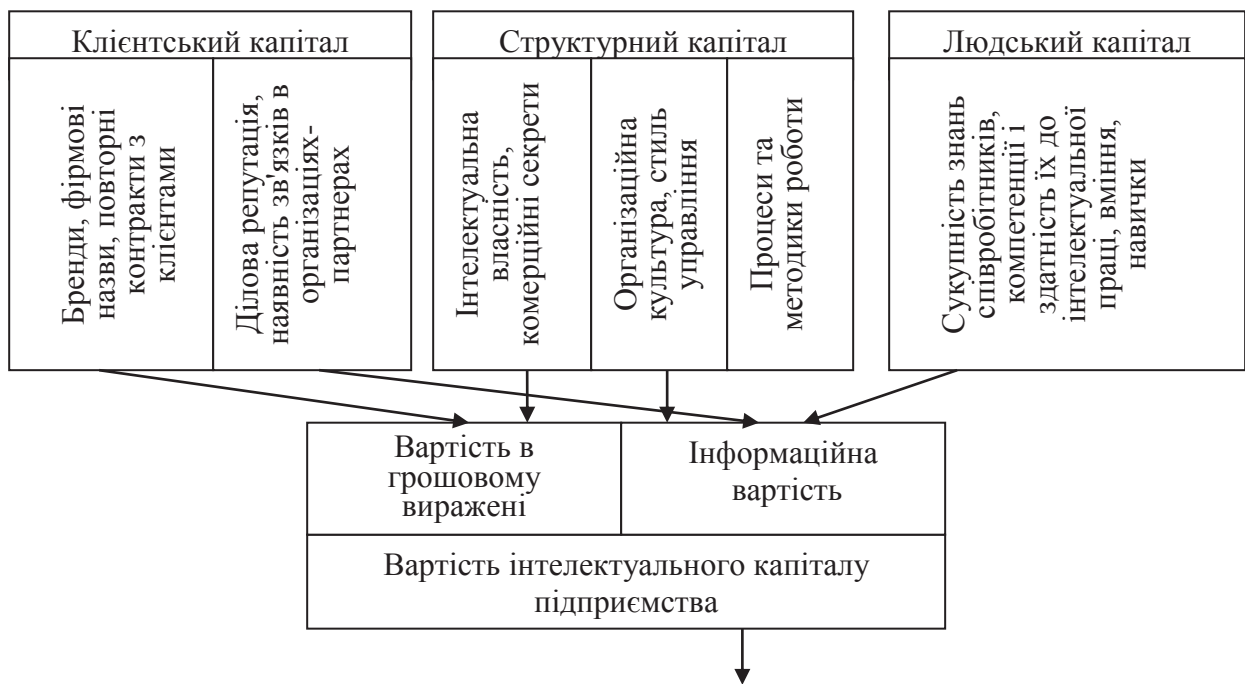 Клієнтський капітал
Бренди, фірмові
назви, повторні
контракти з
клієнтами
Ділова репутація,
наявність зв'язків в
організаціях-
партнерах
Структурний капітал
Інтелектуальна
власність,
комерційні секрети
Організаційна
культура, стиль
управління
Процеси та
методики роботи
Людський капітал
Сукупність знань
співробітників,
компетенції і
здатність їх до
інтелектуальної
праці, вміння,
навички
Вартість в
грошовому
виражені
Інформаційна
вартість
Вартість інтелектуального капіталу
підприємства